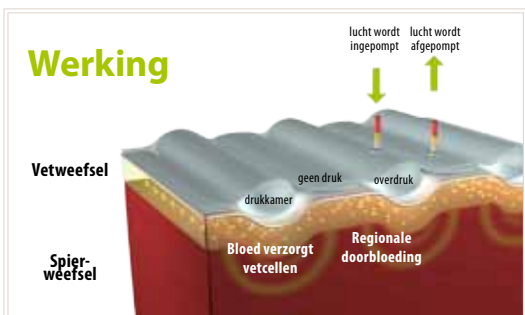 Werking
lucht wordt
ingepompt
lucht wordt
afgepompt
Vetweefsel
geen druk
overdruk
drukkamer
Bloed verzorgt
vetcellen
Regionale
doorbloeding
Spier-
weefsel